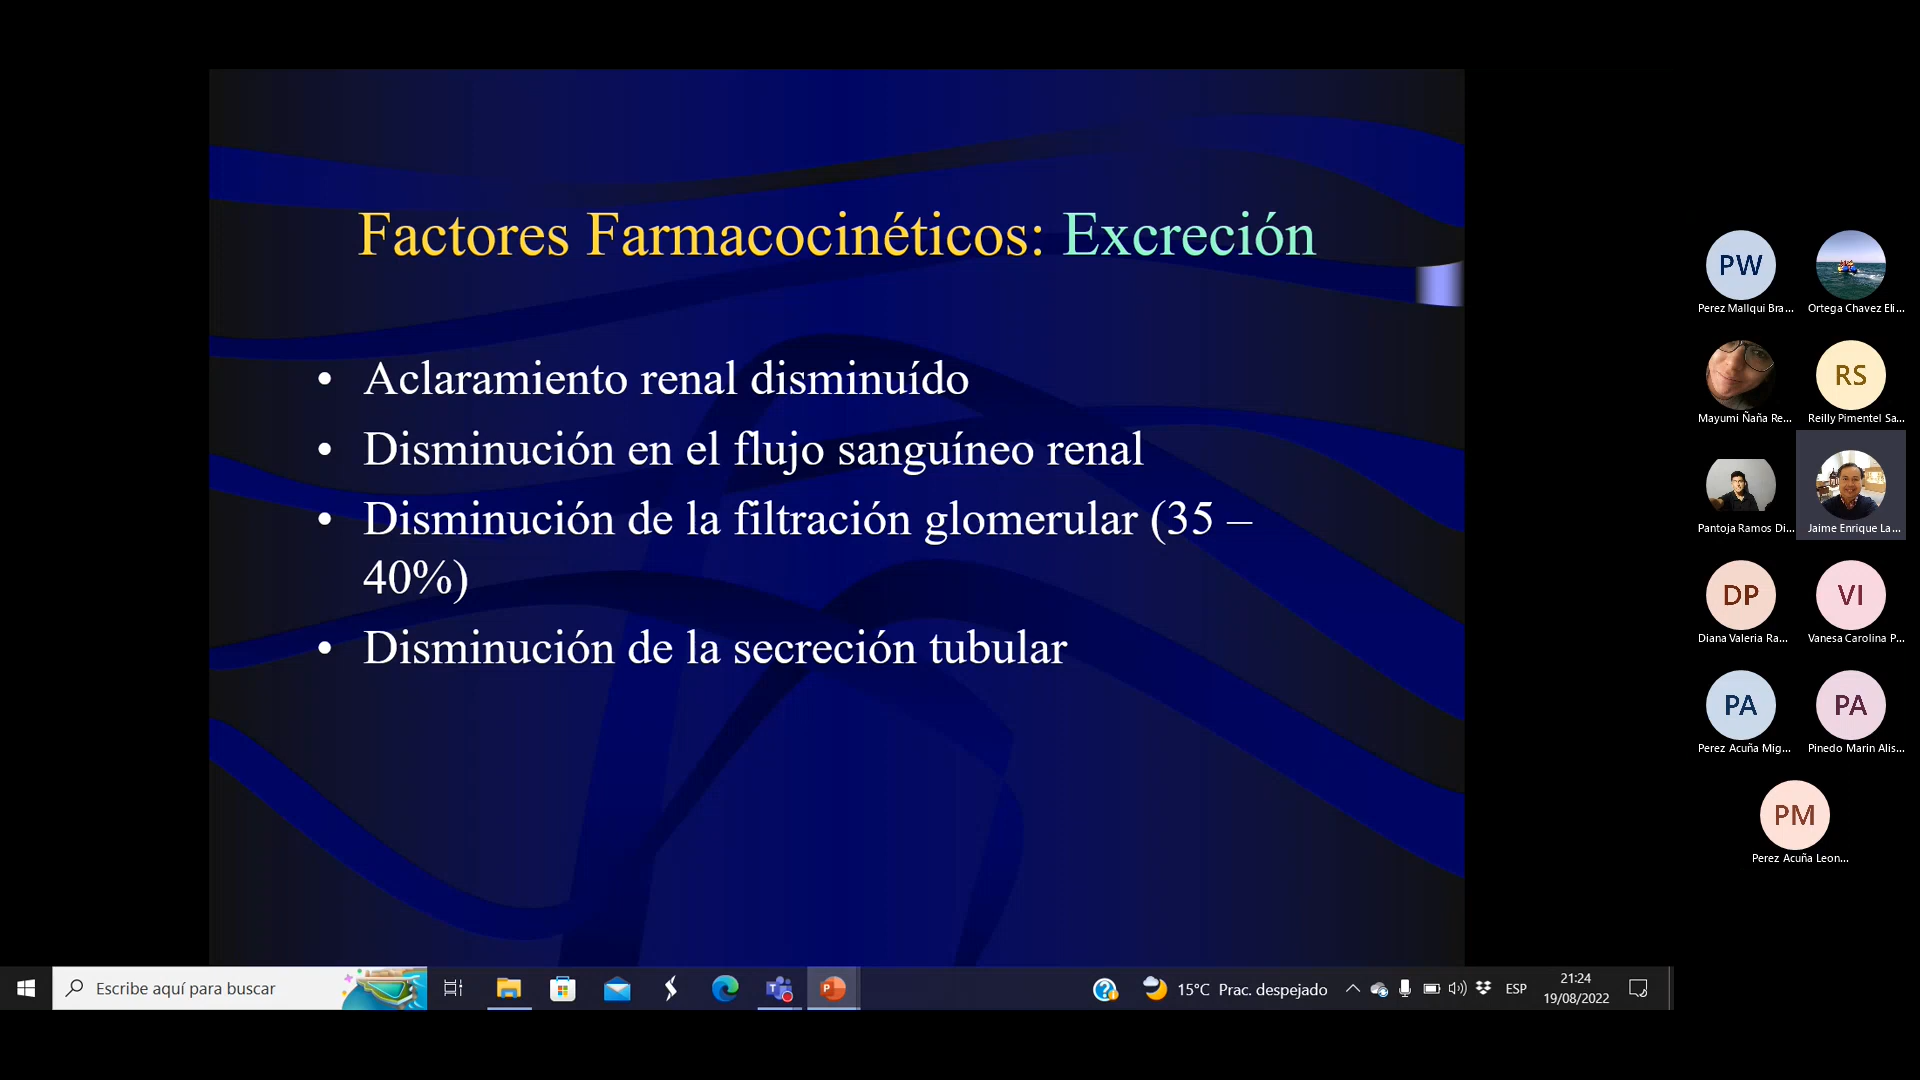 Factores Farmacocinéticos: Excreción
• Aclaramiento renal disminuído
• Disminución en el flujo sanguíneo renal
• Disminución de la filtración glomerular (35 –
40%)
• Disminución de la secreción tubular
PW
Perez Mallqui Bra...
Ortega Chavez Eli...
Mayumi Ñaña Re...
RS
Reilly Pimentel Sa...
Pantoja Ramos Di...
Jaime Enrique La...
DP
Diana Valeria Ra...
VI
Vanesa Carolina P...
PA
Perez Acuña Mig...
PA
Pinedo Marin Alis...
PM
Perez Acuña Leon...
Escribe aquí para buscar
15°C Prac. despejado
ESP
21:24
19/08/2022